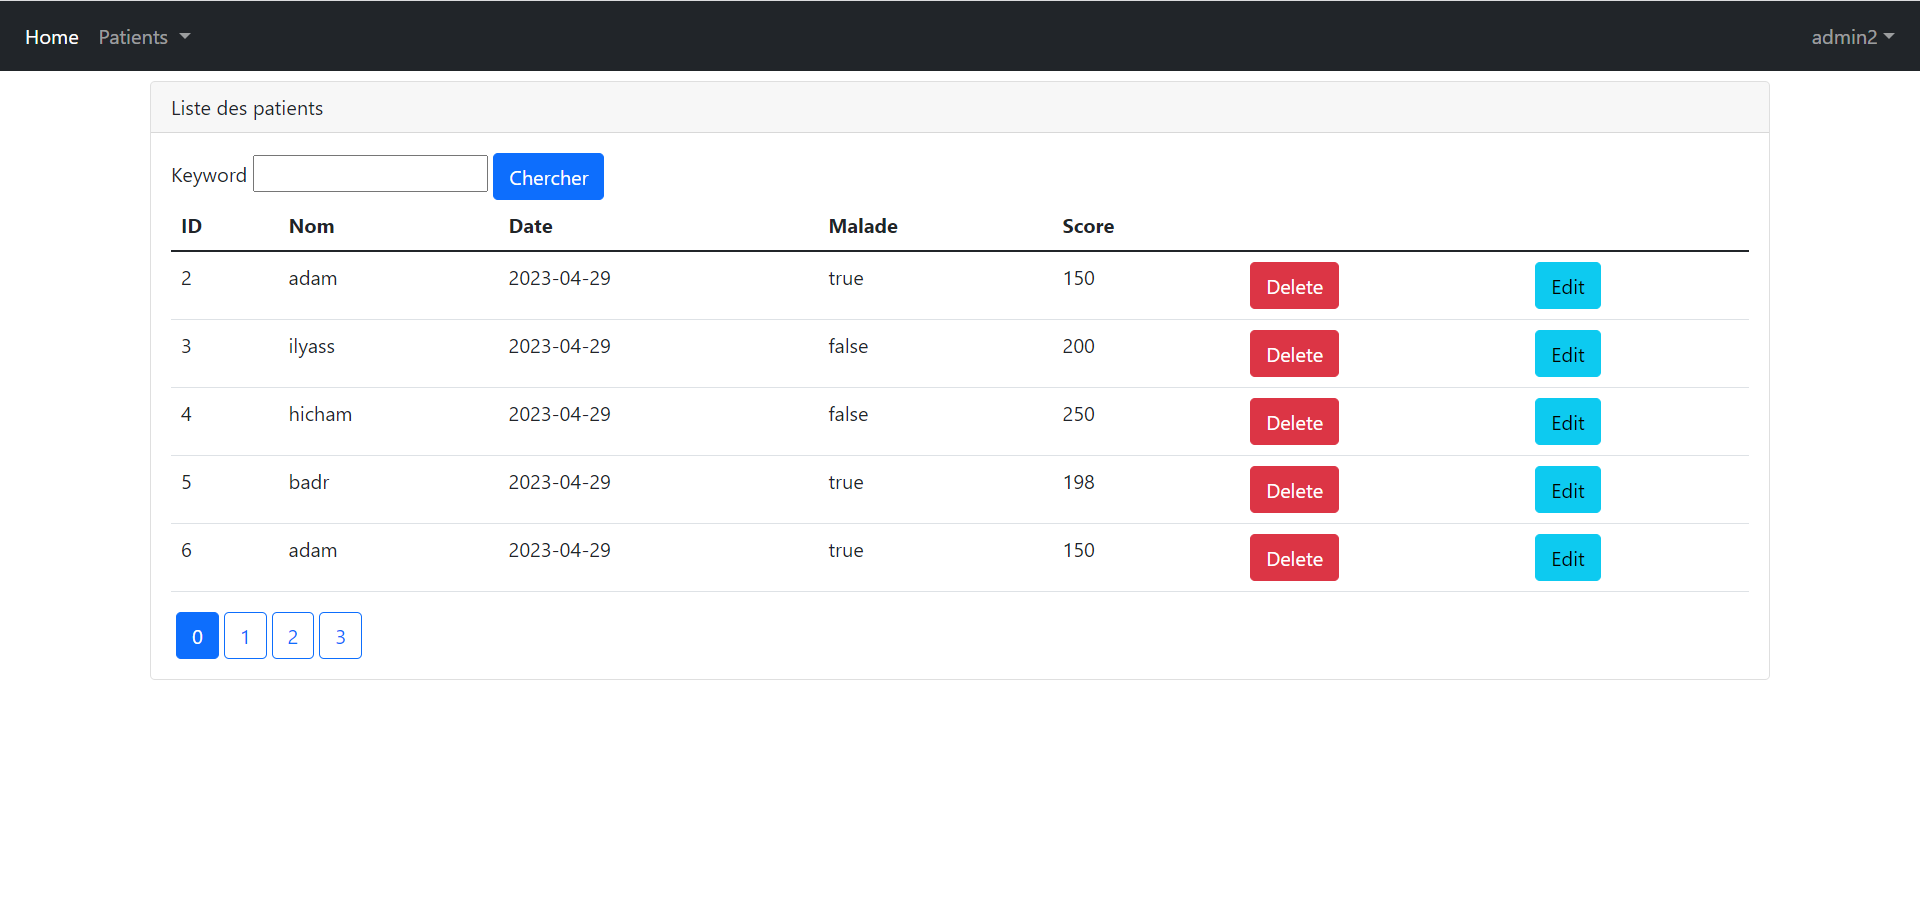 Home Patients admin2
Liste des patients
Keyword Chercher
ID Nom Date Malade Score
2 adam 2023-04-29 true 150 Delete Edit
3 ilyass 2023-04-29 false 200 Delete Edit
4 hicham 2023-04-29 false 250 Delete Edit
5 badr 2023-04-29 true 198 Delete Edit
6 adam 2023-04-29 true 150 Delete Edit
0 1 2 3